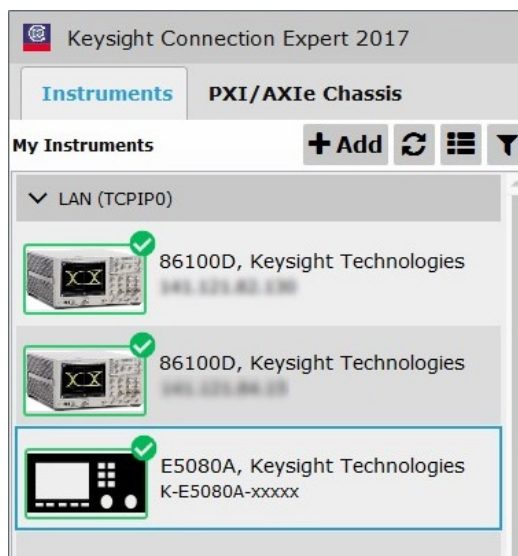 Keysight Connection Expert 2017
Instruments PXI/AXIe Chassis
My Instruments + Add
LAN (TCPIP0)
86100D, Keysight Technologies
86100D, Keysight Technologies
E5080A, Keysight Technologies
K-E5080A-xxxxx